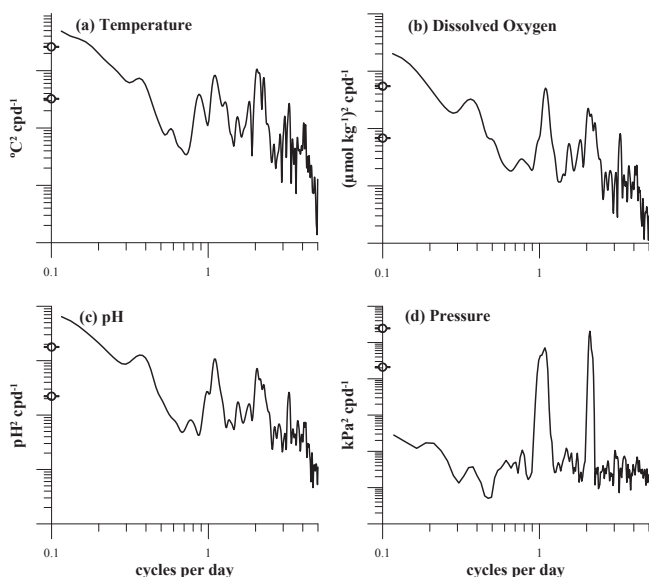 (a) Temperature
(b) Dissolved Oxygen
ºC² cpd⁻¹
(µmol kg⁻¹)² cpd⁻¹
0.1
1
0.1
1
(c) pH
(d) Pressure
pH² cpd⁻¹
kPa² cpd⁻¹
0.1
1
0.1
1
cycles per day
cycles per day